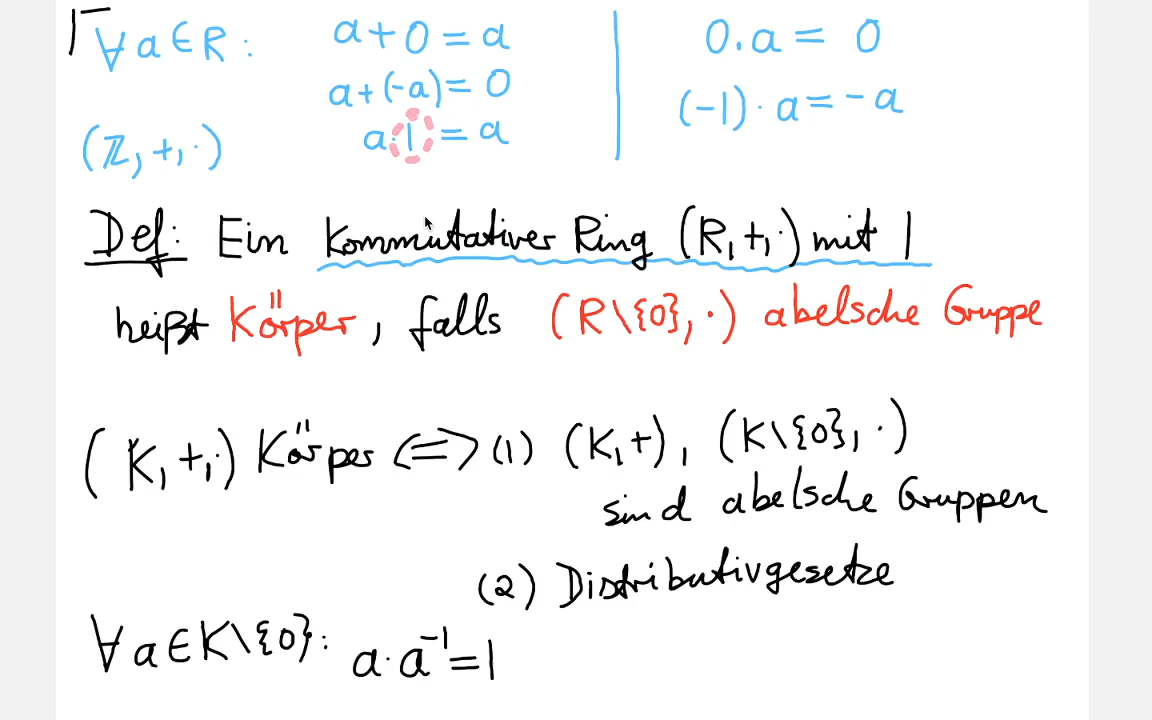 ∀ a ∈ R : a + 0 = a | 0 · a = 0
a + (-a) = 0
(-1) · a = -a
a · 1 = a
(ℤ, +, ·)
Def: Ein kommutativer Ring (R, +, ·) mit 1
heißt Körper, falls (R \ {0}, ·) abelsche Gruppe
(K, +, ·) Körper <=> (1) (K, +), (K \ {0}, ·)
sind abelsche Gruppen
(2) Distributivgesetze
∀ a ∈ K \ {0} : a · a⁻¹ = 1